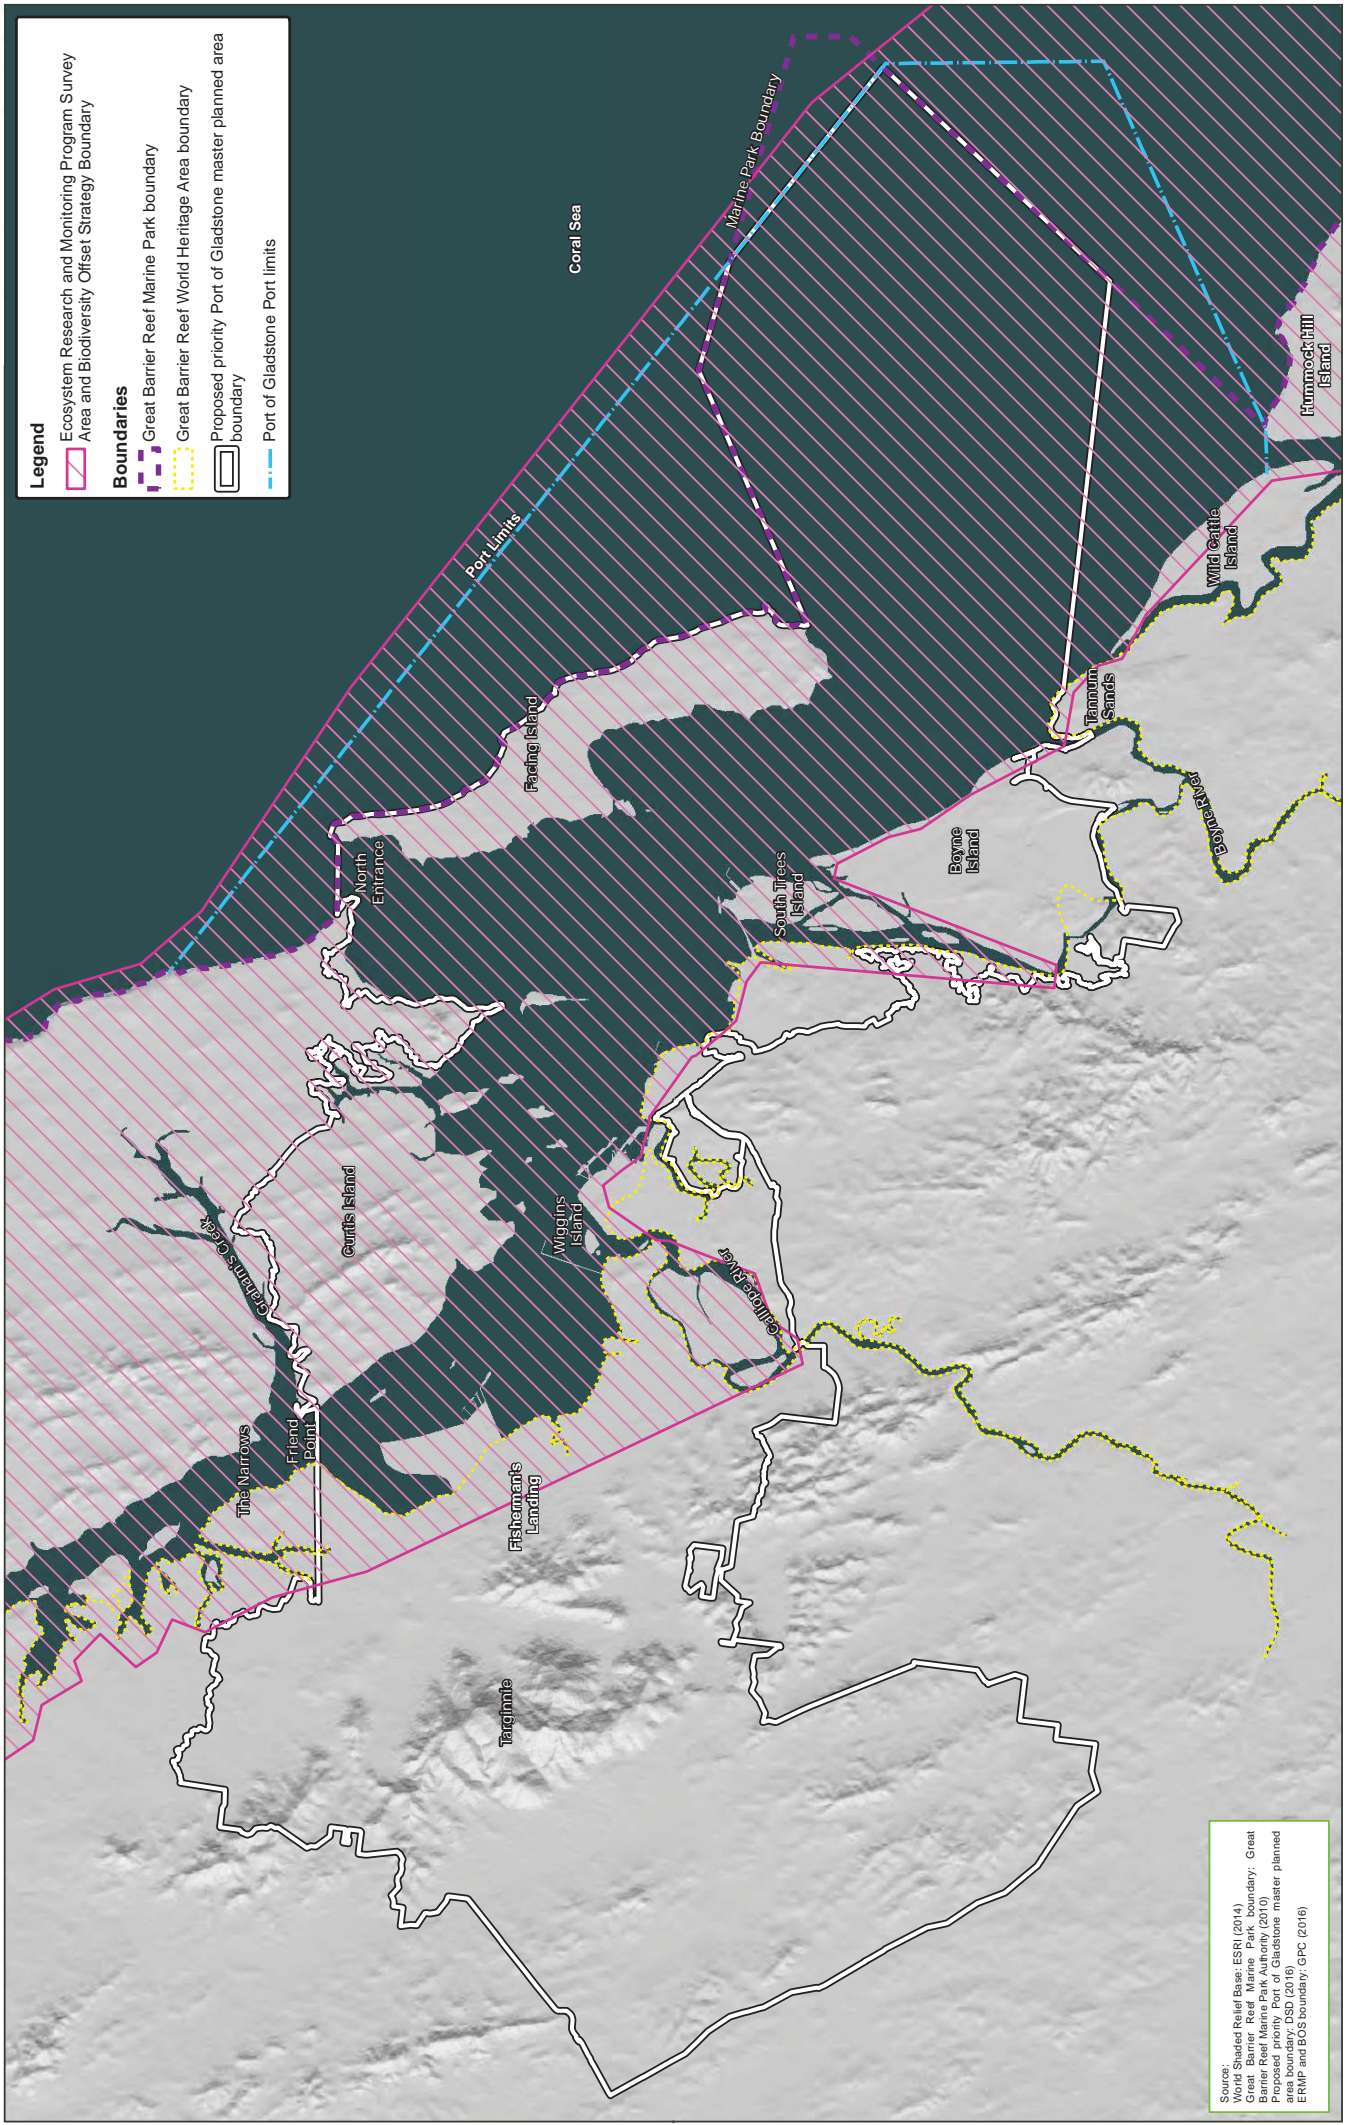 Legend
Ecosystem Research and Monitoring Program Survey
Area and Biodiversity Offset Strategy Boundary
Boundaries
Great Barrier Reef Marine Park boundary
Great Barrier Reef World Heritage Area boundary
Proposed priority Port of Gladstone master planned area
boundary
Port of Gladstone Port limits
Coral Sea
Marine Park Boundary
Port Limits
Hummock Hill
Island
Wild Cattle
Island
Facing Island
Tannum
Sands
North
Entrance
Boyne River
South Trees
Island
Boyne
Island
Graham's Creek
Curtis Island
Wiggins
Island
Calliope River
The Narrows
Friend
Point
Fisherman's
Landing
Targinnie
Source:
World Shaded Relief Base: ESRI (2014)
Great Barrier Reef Marine Park boundary: Great
Barrier Reef Marine Park Authority (2010)
Proposed priority Port of Gladstone master planned
area boundary: DSD (2016)
ERMP and BOS boundary: GPC (2016)